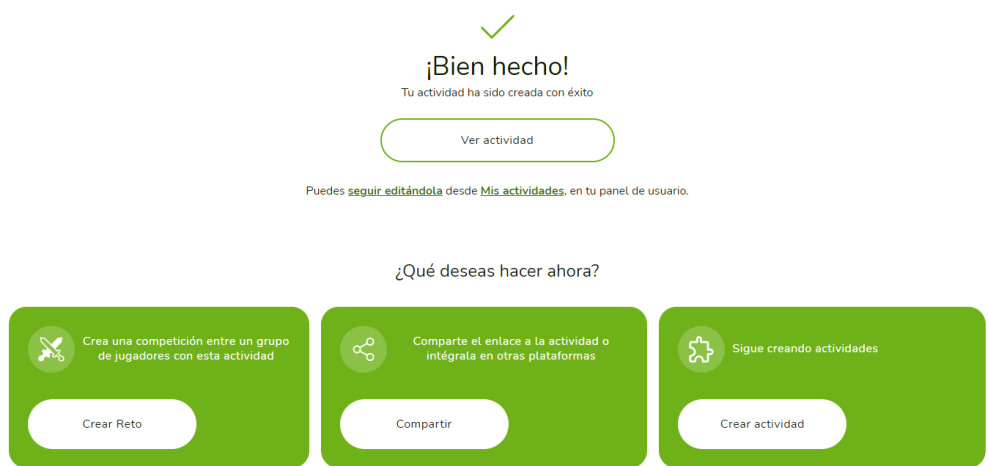 ¡Bien hecho!
Tu actividad ha sido creada con éxito
Ver actividad
Puedes seguir editándola desde Mis actividades, en tu panel de usuario.
¿Qué deseas hacer ahora?
Crea una competición entre un grupo
de jugadores con esta actividad
Crear Reto
Comparte el enlace a la actividad o
intégrala en otras plataformas
Compartir
Sigue creando actividades
Crear actividad